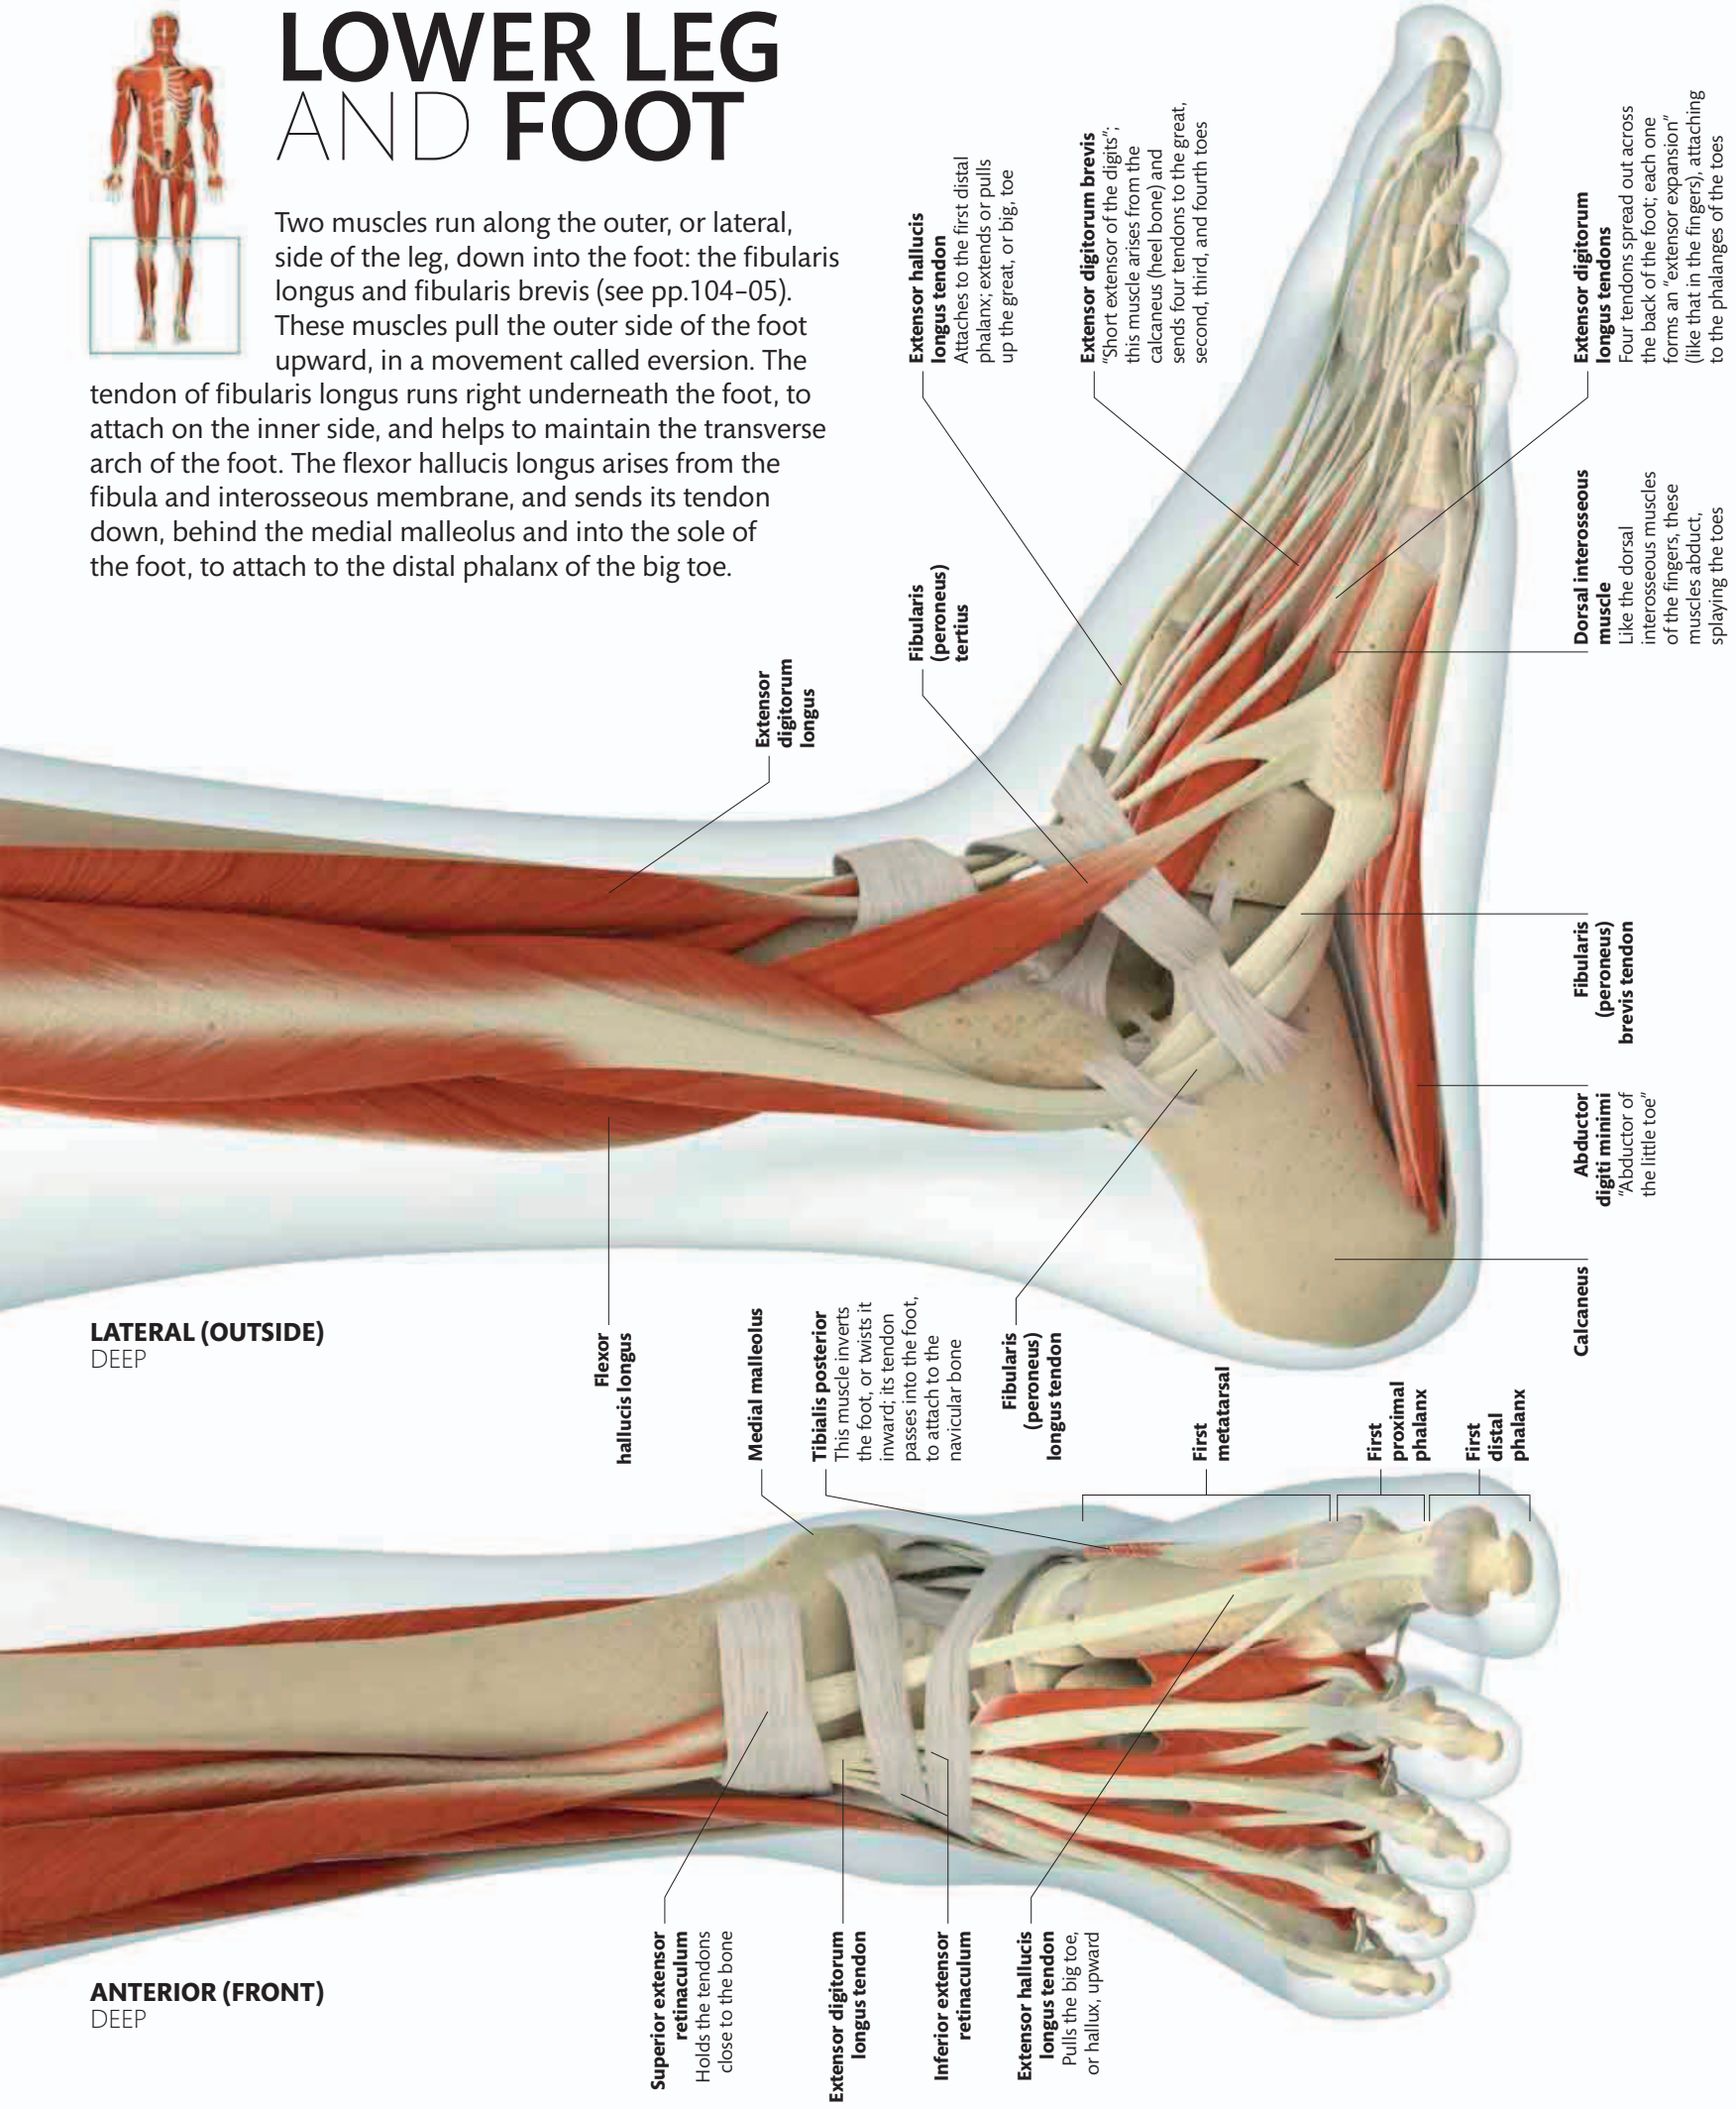 LOWER LEG
AND FOOT
Two muscles run along the outer, or lateral,
side of the leg, down into the foot: the fibularis
longus and fibularis brevis (see pp.104–05).
These muscles pull the outer side of the foot
upward, in a movement called eversion. The
tendon of fibularis longus runs right underneath the foot, to
attach on the inner side, and helps to maintain the transverse
arch of the foot. The flexor hallucis longus arises from the
fibula and interosseous membrane, and sends its tendon
down, behind the medial malleolus and into the sole of
the foot, to attach to the distal phalanx of the big toe.
Extensor
digitorum
longus
Fibularis
(peroneus)
tertius
Extensor hallucis
longus tendon
Attaches to the first distal
phalanx; extends or pulls
up the great, or big, toe
Extensor digitorum brevis
“Short extensor of the digits”;
this muscle arises from the
calcaneus (heel bone) and
sends four tendons to the great,
second, third, and fourth toes
Extensor digitorum
longus tendons
Four tendons spread out across
the back of the foot; each one
forms an “extensor expansion”
(like that in the fingers), attaching
to the phalanges of the toes
Dorsal interosseous
muscle
Like the dorsal
interosseous muscles
of the fingers, these
muscles abduct,
splaying the toes
Fibularis
(peroneus)
brevis tendon
Abductor
digiti minimi
“Abductor of
the little toe”
Calcaneus
LATERAL (OUTSIDE)
DEEP
Flexor
hallucis longus
Medial malleolus
Tibialis posterior
This muscle inverts
the foot, or twists it
inward; its tendon
passes into the foot,
to attach to the
navicular bone
Fibularis
(peroneus)
longus tendon
First
metatarsal
First
proximal
phalanx
First
distal
phalanx
ANTERIOR (FRONT)
DEEP
Superior extensor
retinaculum
Holds the tendons
close to the bone
Extensor digitorum
longus tendon
Inferior extensor
retinaculum
Extensor hallucis
longus tendon
Pulls the big toe,
or hallux, upward